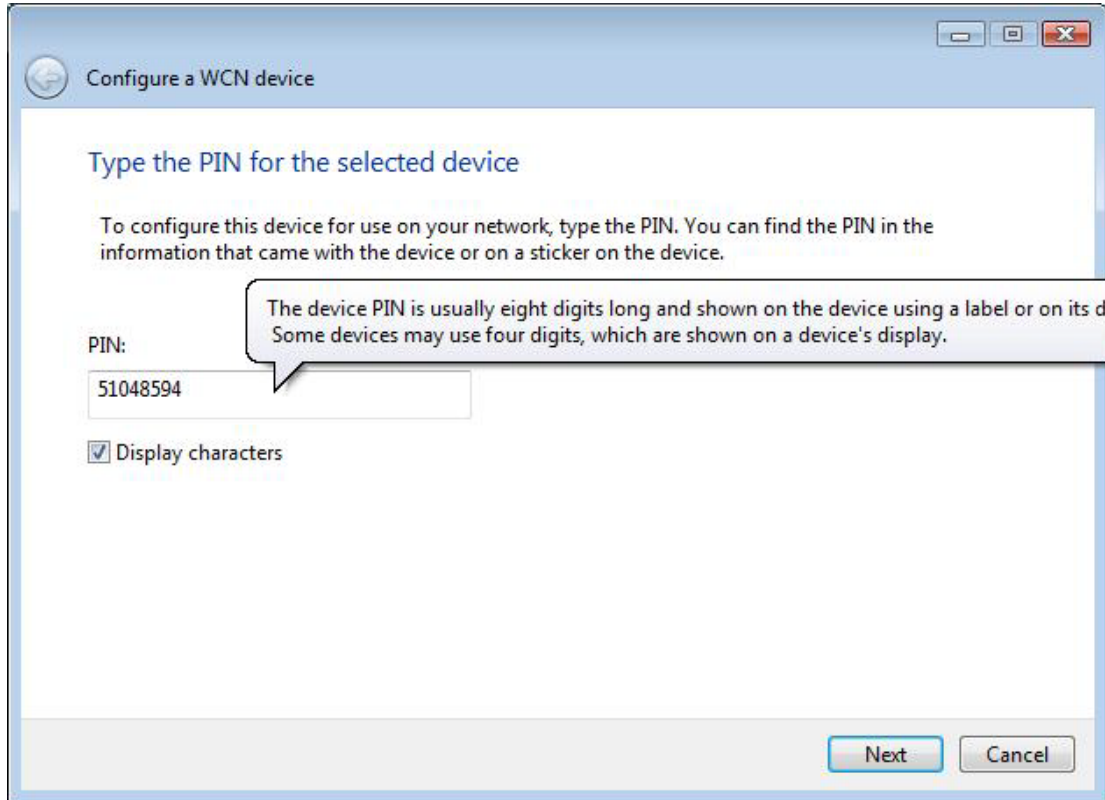 Configure a WCN device
Type the PIN for the selected device
To configure this device for use on your network, type the PIN. You can find the PIN in the
information that came with the device or on a sticker on the device.
The device PIN is usually eight digits long and shown on the device using a label or on its
Some devices may use four digits, which are shown on a device's display.
PIN:
51048594
Display characters
Next
Cancel